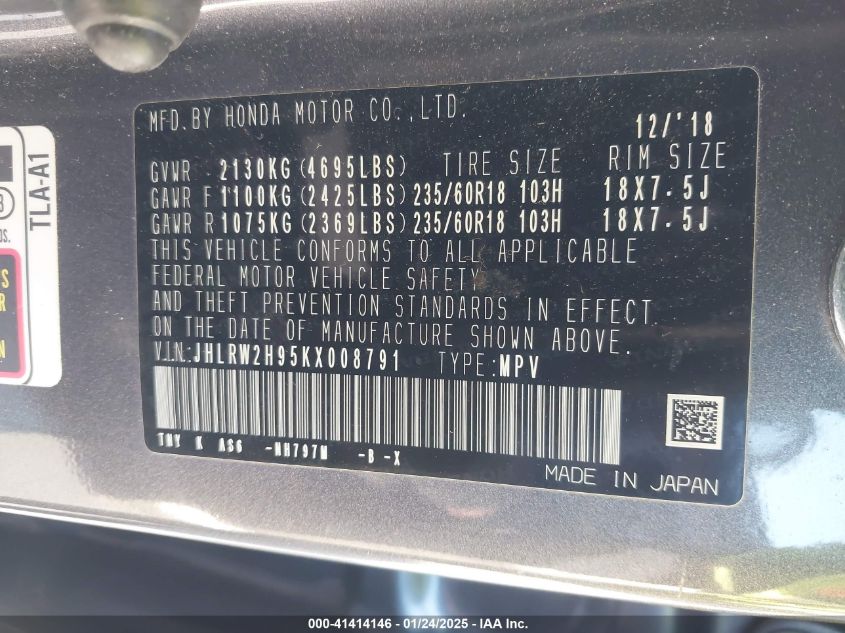 MFD. BY HONDA MOTOR CO., LTD. 12/'18
GVWR 2130KG (4695LBS) TIRE SIZE RIM SIZE
GAWR F 1100KG (2425LBS) 235/60R18 103H 18X7.5J
GAWR R 1075KG (2369LBS) 235/60R18 103H 18X7.5J
THIS VEHICLE CONFORMS TO ALL APPLICABLE
FEDERAL MOTOR VEHICLE SAFETY
AND THEFT PREVENTION STANDARDS IN EFFECT
ON THE DATE OF MANUFACTURE SHOWN ABOVE.
VIN: JHLRW2H95KX008791 TYPE: MPV
TNY K AS6 -NH797M -B -X
MADE IN JAPAN
TLA-A1
000-41414146 - 01/24/2025 - IAA Inc.